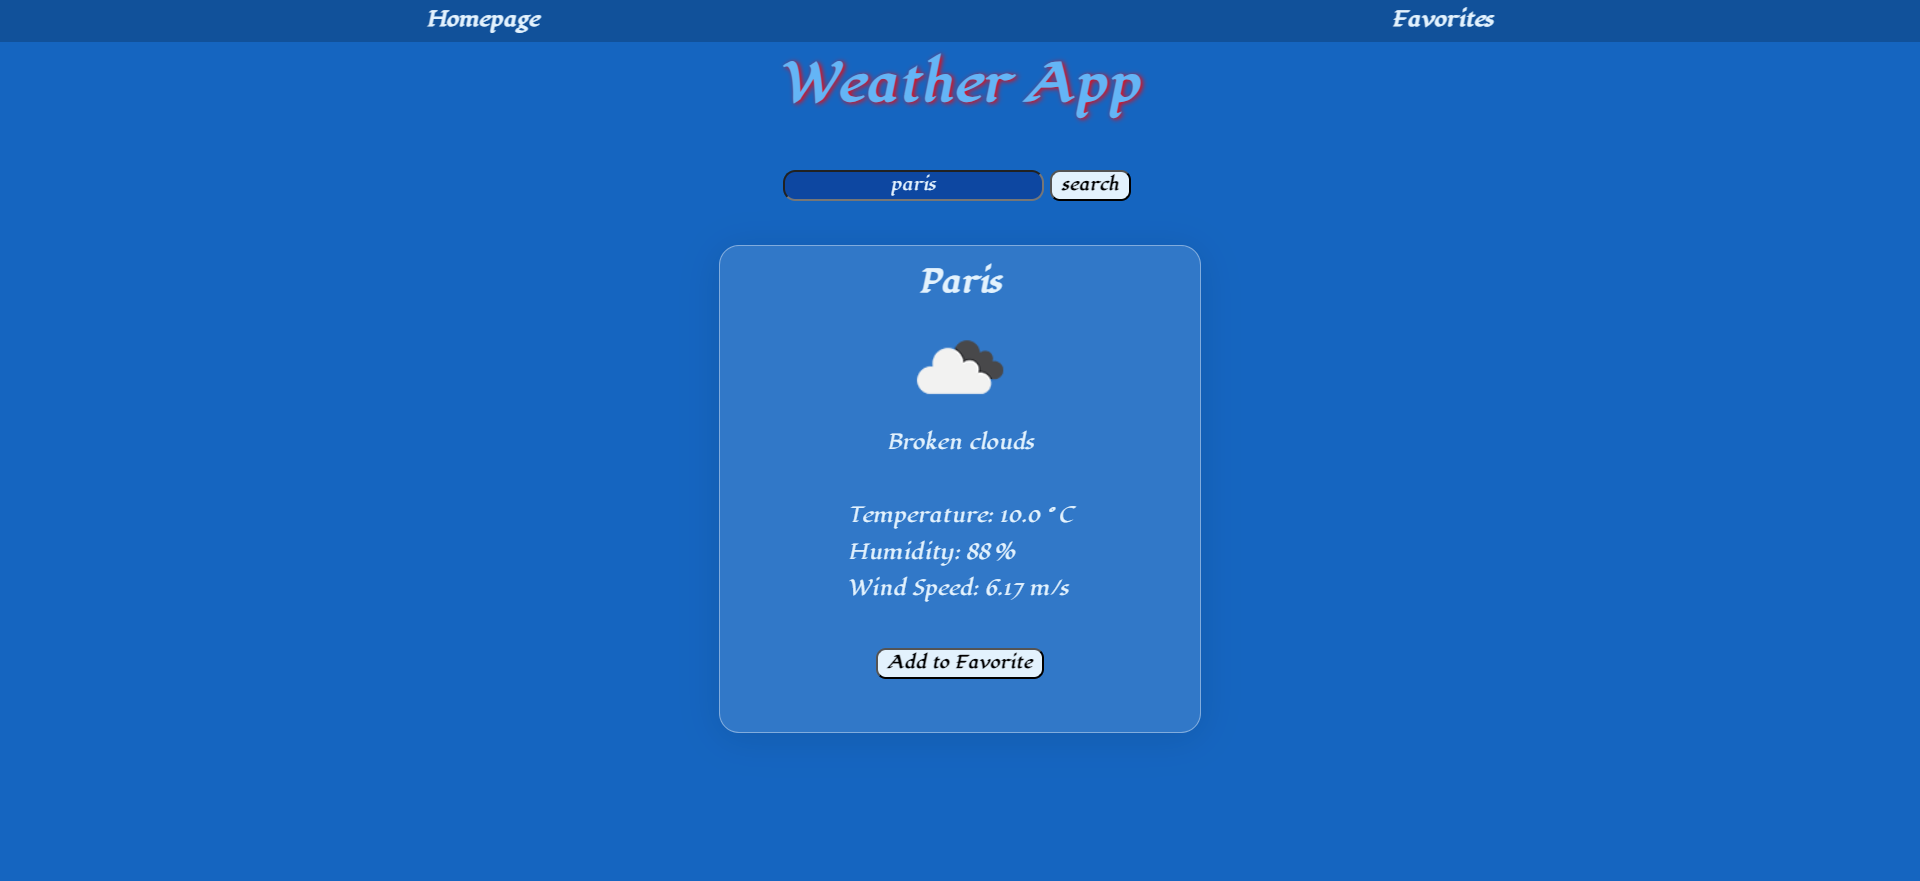 Homepage Favorites
Weather App
paris search
Paris
Broken clouds
Temperature: 10.0 °C
Humidity: 88%
Wind Speed: 6.17 m/s
Add to Favorite